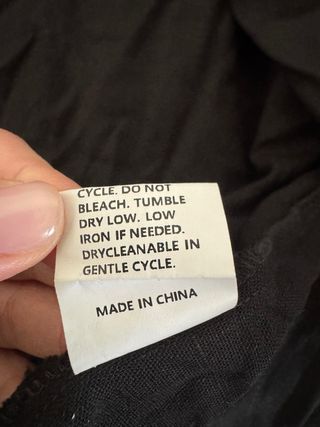 CYCLE. DO NOT
BLEACH. TUMBLE
DRY LOW. LOW
IRON IF NEEDED.
DRYCLEANABLE IN
GENTLE CYCLE.
MADE IN CHINA